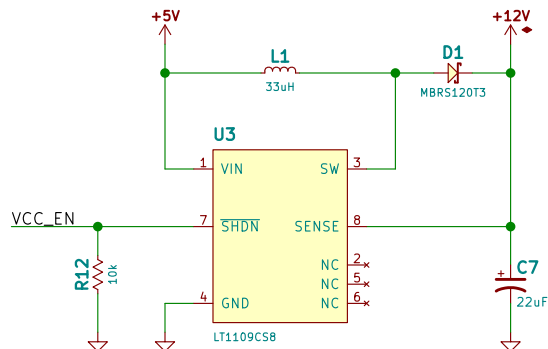 +5V
+12V
L1
33uH
D1
MBRS120T3
U3
1
VIN
SW
3
VCC_EN
7
SHDN
SENSE
8
R12
10k
NC
2
NC
5
4
GND
NC
6
+
C7
22uF
LT1109CS8